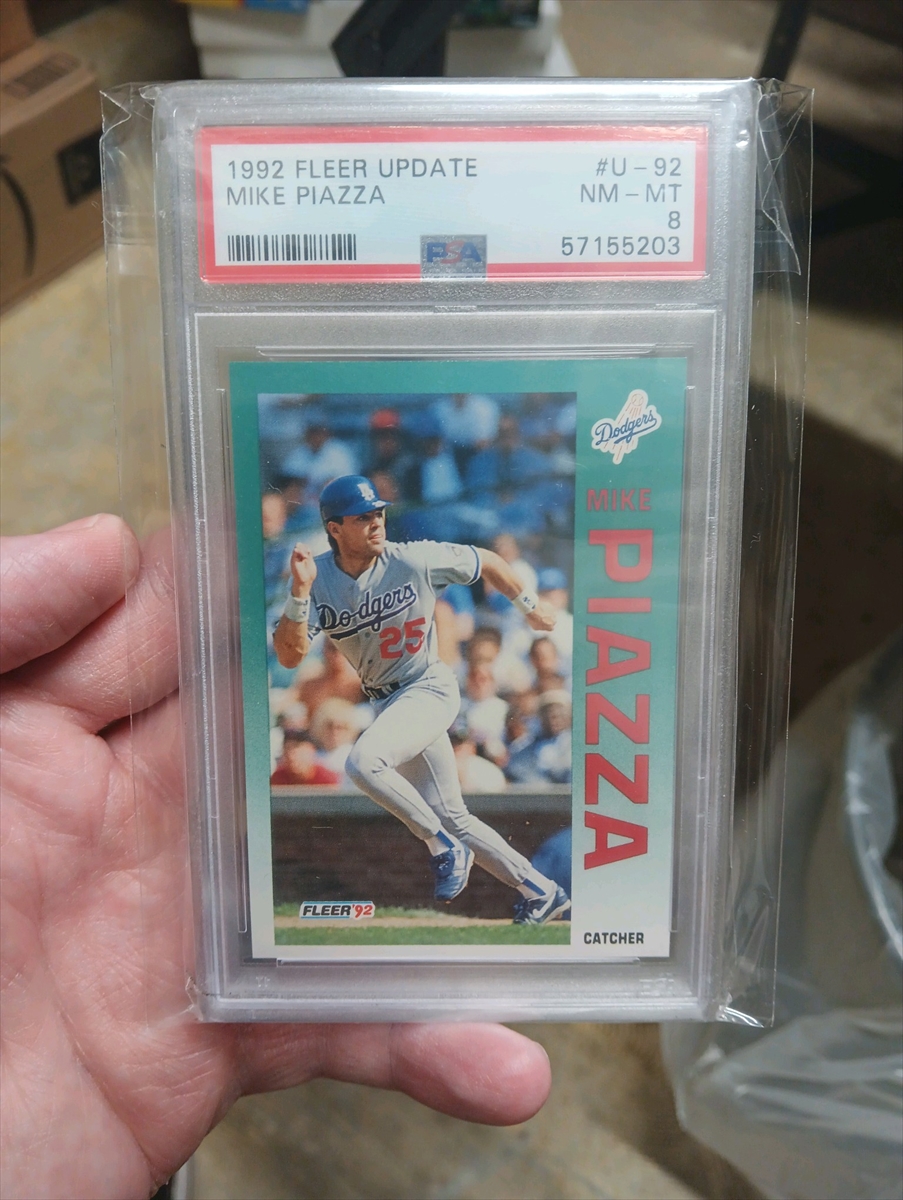 1992 FLEER UPDATE #U-92
MIKE PIAZZA NM-MT
8
57155203
PSA
Dodgers
MIKE
PIAZZA
Dodgers
25
FLEER'92
CATCHER